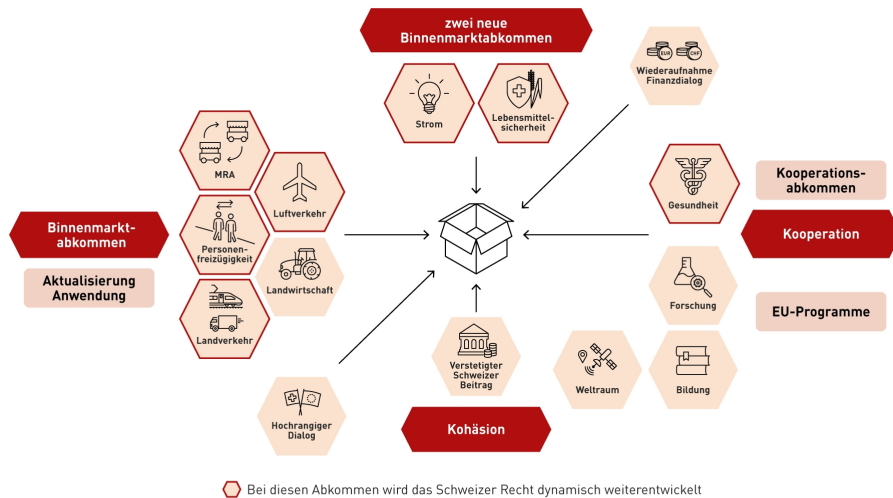 zwei neue
Binnenmarktabkommen
EUR
CHF
Wiederaufnahme
Finanzdialog
Strom
Lebensmittel-
sicherheit
MRA
Luftverkehr
Gesundheit
Kooperations-
abkommen
Binnenmarkt-
abkommen
Personen-
freizügigkeit
Kooperation
Aktualisierung
Anwendung
Landwirtschaft
Forschung
EU-Programme
Landverkehr
Verstetigter
Schweizer
Beitrag
Weltraum
Bildung
Hochrangiger
Dialog
Kohäsion
Bei diesen Abkommen wird das Schweizer Recht dynamisch weiterentwickelt